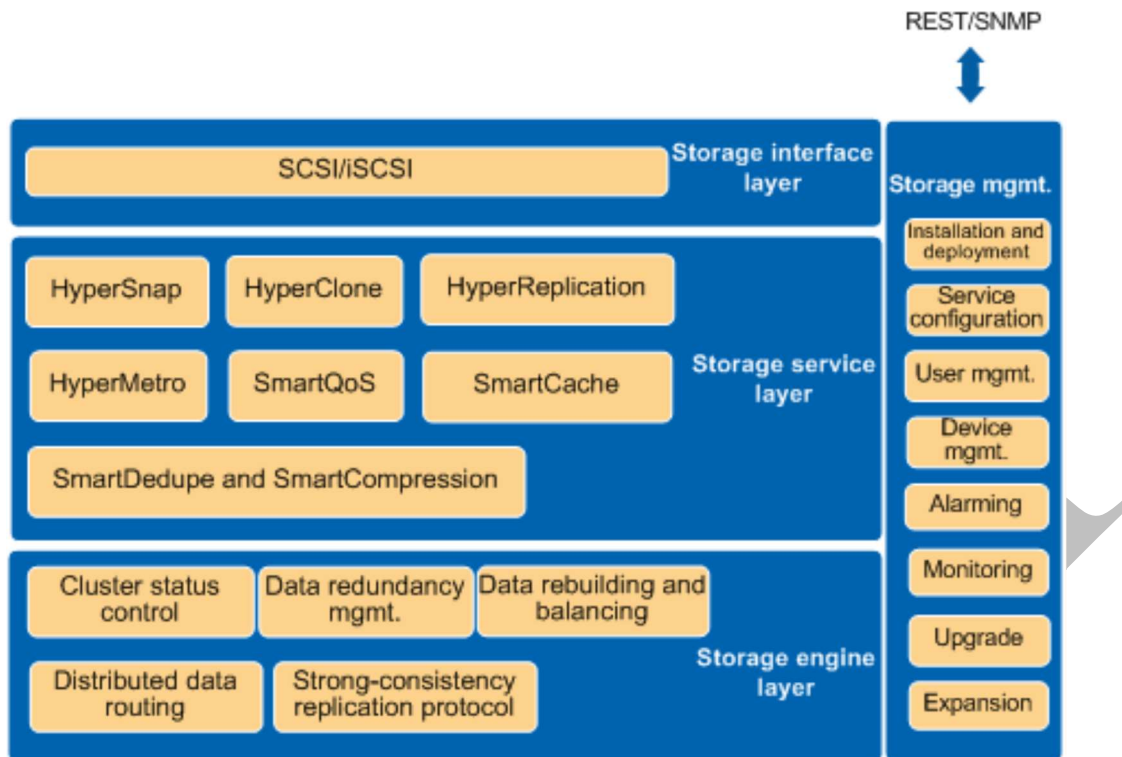 REST/SNMP
SCSI/iSCSI
Storage interface
layer
HyperSnap
HyperClone
HyperReplication
HyperMetro
SmartQoS
SmartCache
SmartDedupe and SmartCompression
Storage service
layer
Cluster status
control
Data redundancy
mgmt.
Data rebuilding and
balancing
Distributed data
routing
Strong-consistency
replication protocol
Storage engine
layer
Storage mgmt.
Installation and
deployment
Service
configuration
User mgmt.
Device
mgmt.
Alarming
Monitoring
Upgrade
Expansion